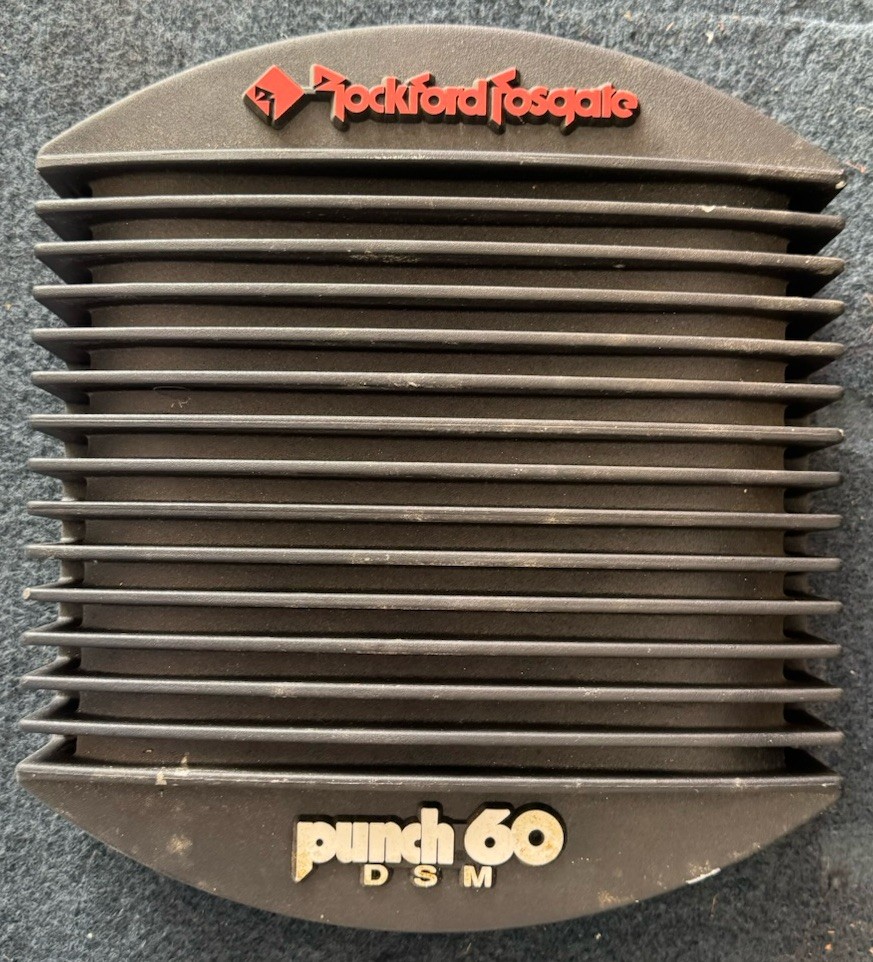 Rockford Fosgate
punch 60
DSM